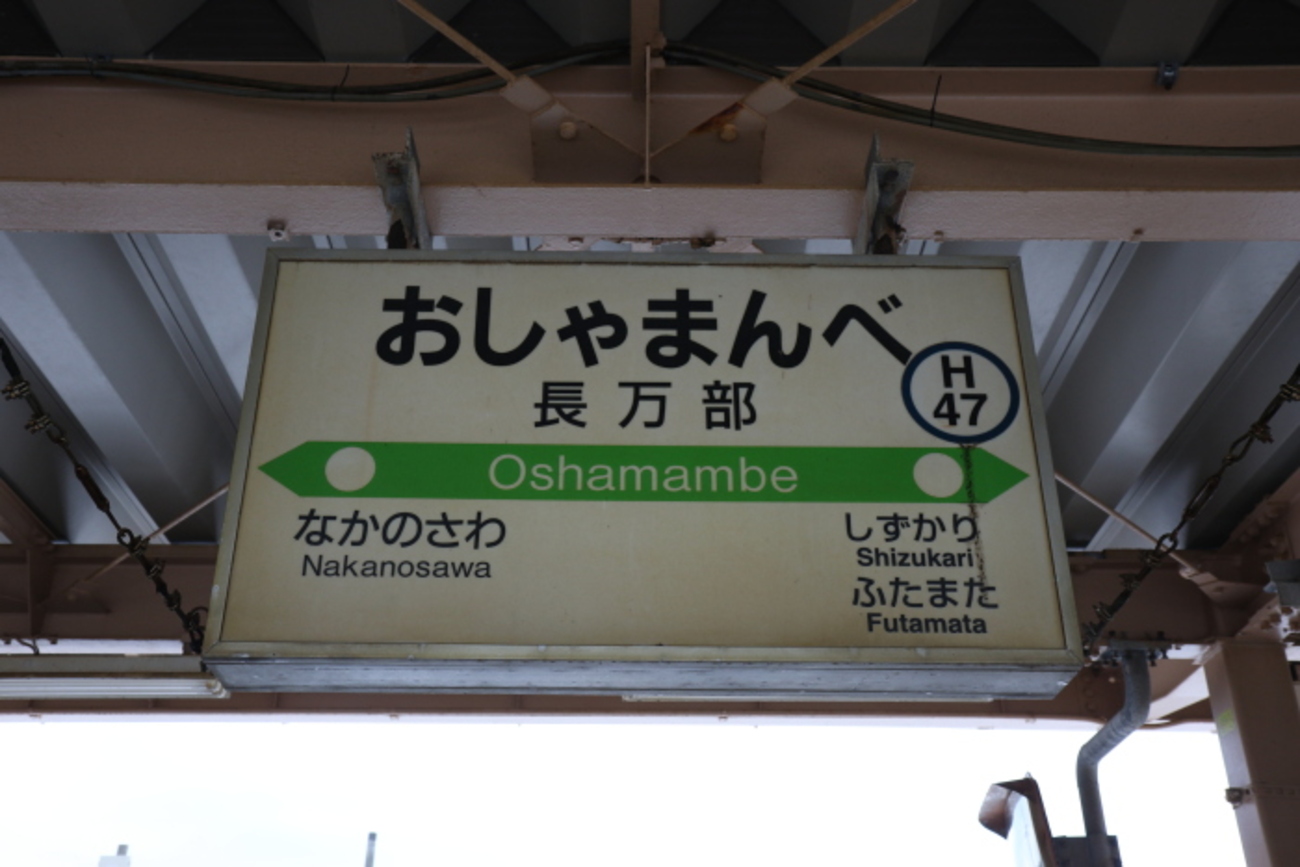 おしゃまんべ
長万部
H
47
Oshamambe
なかのさわ
Nakanosawa
しずかり
Shizukari
ふたまた
Futamata